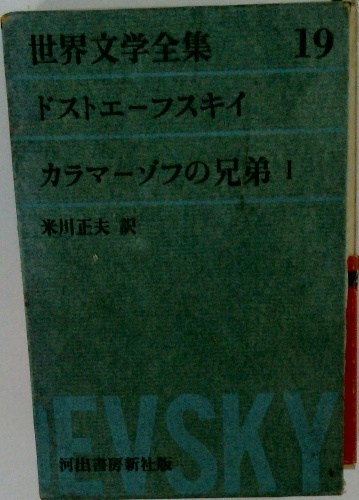 世界文学全集 19
ドストエーフスキイ
カラマーゾフの兄弟 I
米川正夫 訳
EVSKY
河出書房新社版